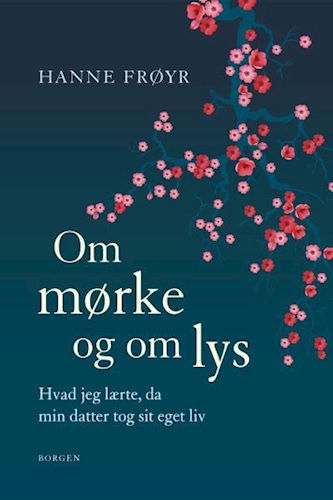 HANNE FRØYR
Om
mørke
og om lys
Hvad jeg lærte, da
min datter tog sit eget liv
BORGEN